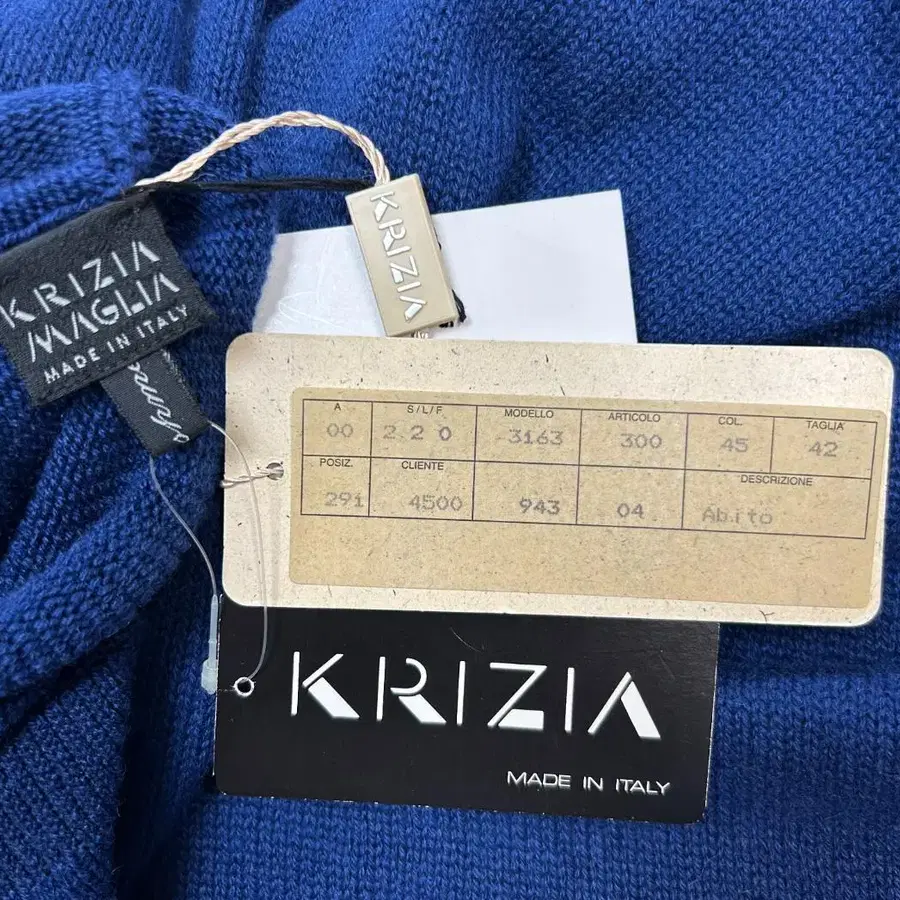 KRIZIA
KRIZIA
MAGLIA
MADE IN ITALY
A S/L/F MODELLO ARTICOLO COL. TAGLIA
00 2 2 0 3163 300 45 42
POSIZ. CLIENTE DESCRIZIONE
291 4500 943 04 Abito
KRIZIA
MADE IN ITALY